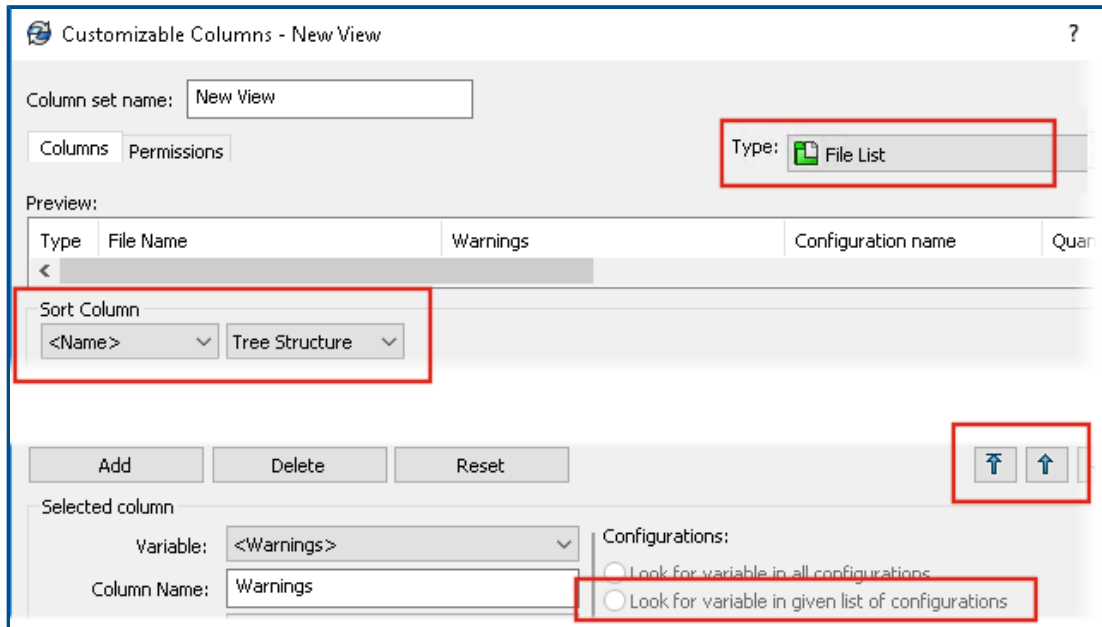 Customizable Columns - New View ?
Column set name: New View
Columns Permissions Type: File List
Preview:
Type File Name Warnings Configuration name Quan
Sort Column
<Name> Tree Structure
Add Delete Reset
Selected column
Variable: <Warnings> Configurations:
Look for variable in all configurations
Column Name: Warnings Look for variable in given list of configurations